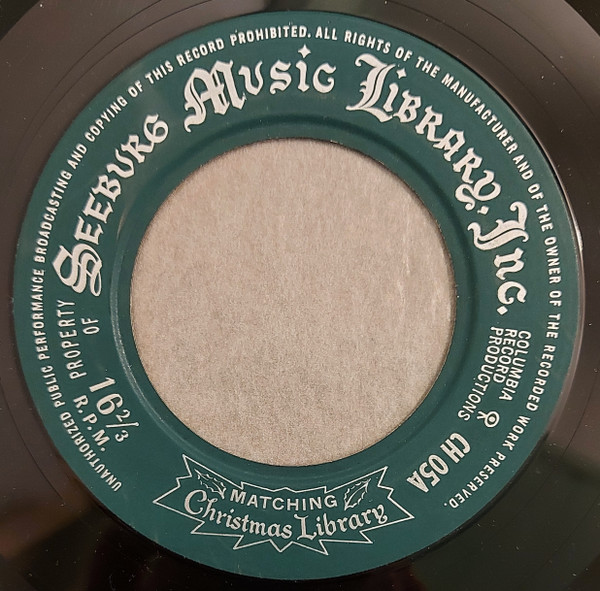 UNAUTHORIZED PUBLIC PERFORMANCE BROADCASTING AND COPYING OF THIS RECORD PROHIBITED. ALL RIGHTS OF THE MANUFACTURER AND OF THE OWNER OF THE RECORDED WORK PRESERVED.
PROPERTY
OF
SEEBURG MUSIC LIBRARY, INC.
16 2/3
R.P.M.
COLUMBIA
RECORD
PRODUCTIONS
CH 05A
MATCHING
Christmas Library